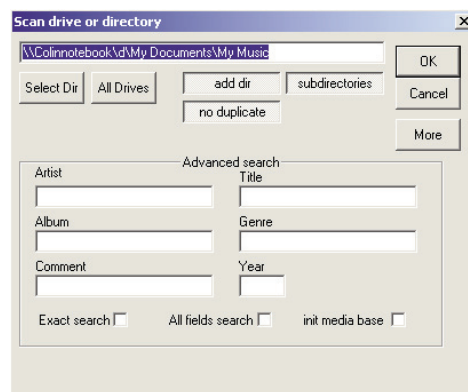 Scan drive or directory
\\Colinnotebook\d\My Documents\My Music
OK
Select Dir
All Drives
add dir
subdirectories
Cancel
no duplicate
More
Advanced search
Artist
Title
Album
Genre
Comment
Year
Exact search
All fields search
init media base